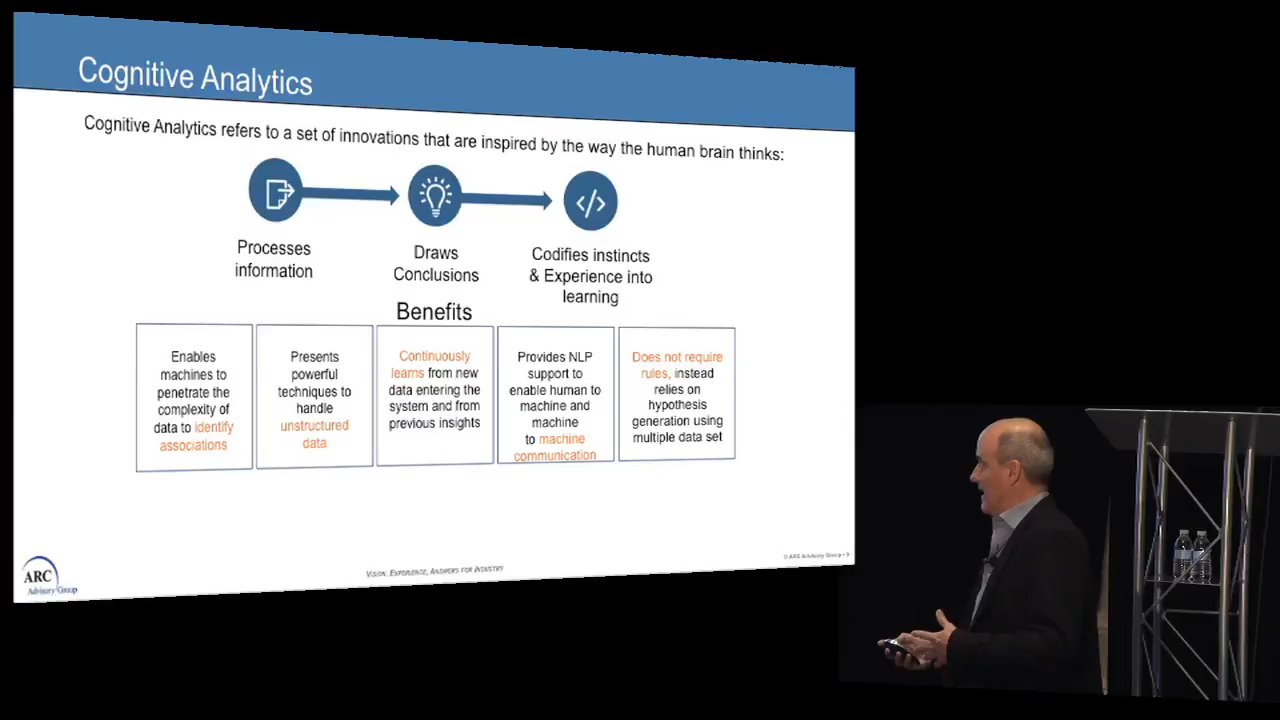 Cognitive Analytics
Cognitive Analytics refers to a set of innovations that are inspired by the way the human brain thinks:
Processes
information
Draws
Conclusions
Codifies instincts
& Experience into
learning
Benefits
Enables
machines to
penetrate the
complexity of
data to identify
associations
Presents
powerful
techniques to
handle
unstructured
data
Continuously
learns from new
data entering the
system and from
previous insights
Provides NLP
support to
enable human to
machine and
machine
to machine
communication
Does not require
rules, instead
relies on
hypothesis
generation using
multiple data set
ARC
Advisory Group
VISION, EXPERIENCE, ANSWERS FOR INDUSTRY
© ARC Advisory Group • 9